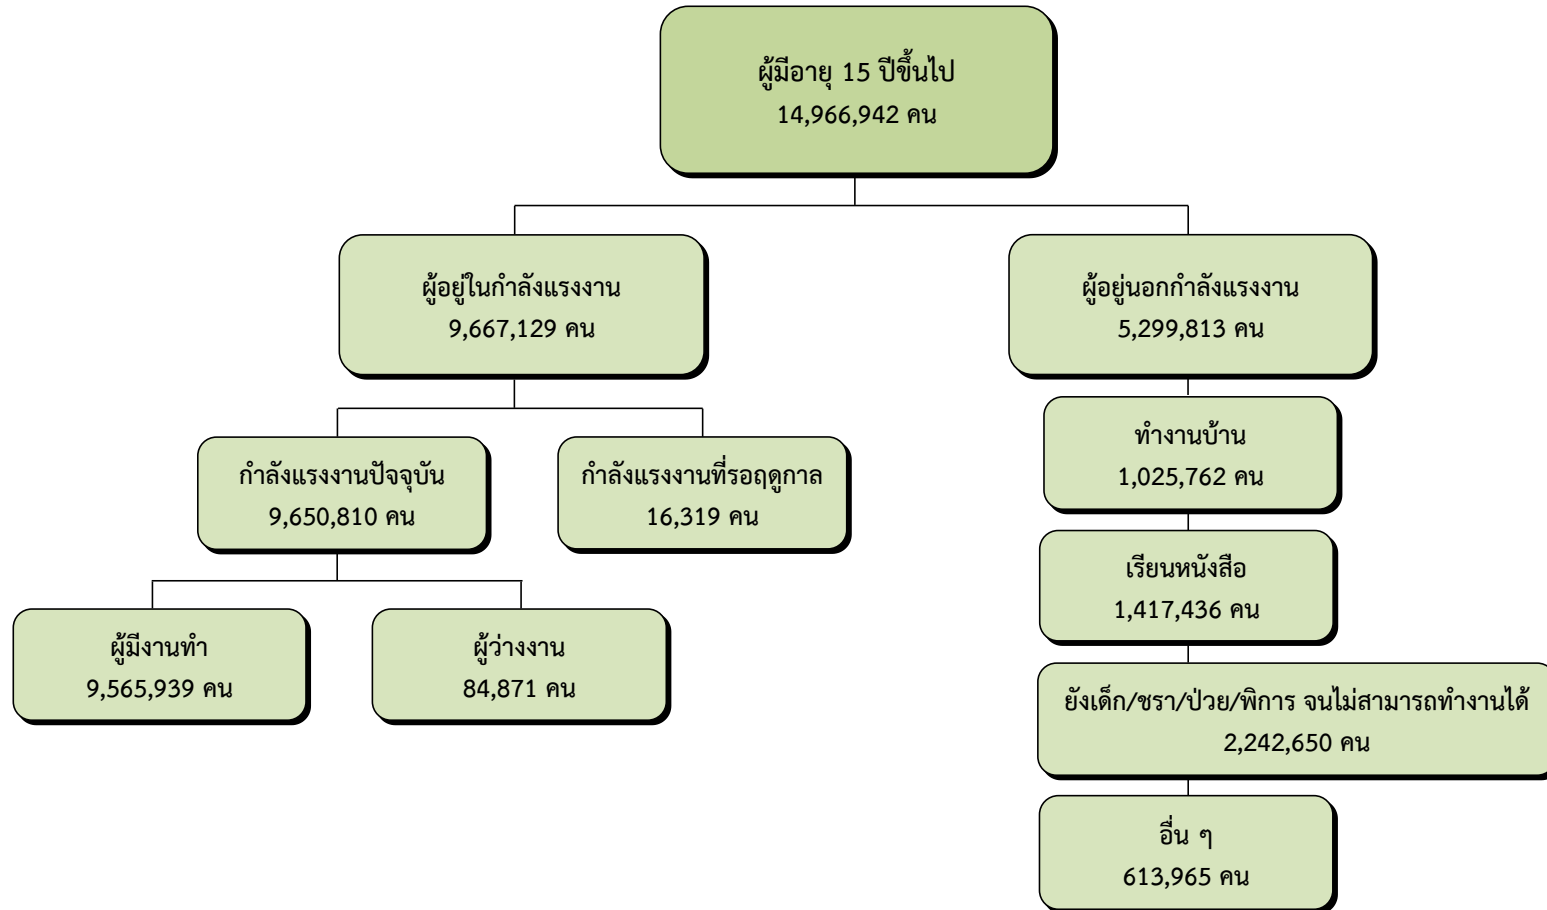 ผู้มีอายุ 15 ปีขึ้นไป
14,966,942 คน
ผู้อยู่ในกำลังแรงงาน
9,667,129 คน
ผู้อยู่นอกกำลังแรงงาน
5,299,813 คน
กำลังแรงงานปัจจุบัน
9,650,810 คน
กำลังแรงงานที่รอฤดูกาล
16,319 คน
ผู้มีงานทำ
9,565,939 คน
ผู้ว่างงาน
84,871 คน
ทำงานบ้าน
1,025,762 คน
เรียนหนังสือ
1,417,436 คน
ยังเด็ก/ชรา/ป่วย/พิการ จนไม่สามารถทำงานได้
2,242,650 คน
อื่น ๆ
613,965 คน